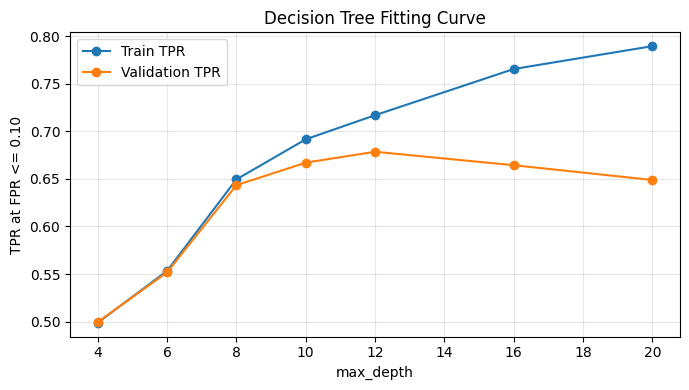 Decision Tree Fitting Curve
Train TPR
Validation TPR
TPR at FPR <= 0.10
0.80
0.75
0.70
0.65
0.60
0.55
0.50
4 6 8 10 12 14 16 18 20
max_depth